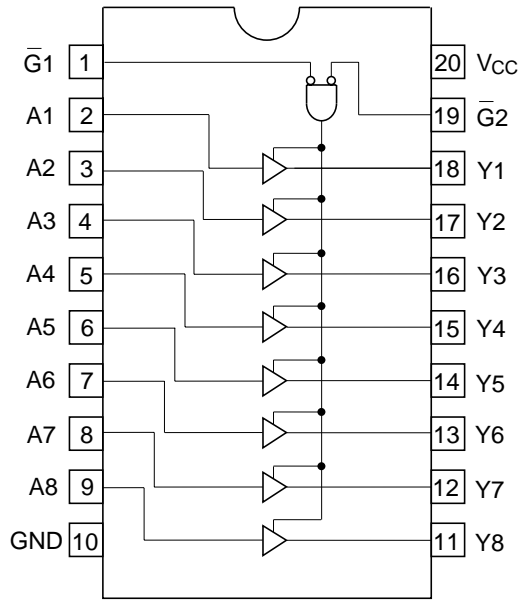 G̅1 1 20 VCC
A1 2 19 G̅2
A2 3 18 Y1
A3 4 17 Y2
A4 5 16 Y3
A5 6 15 Y4
A6 7 14 Y5
A7 8 13 Y6
A8 9 12 Y7
GND 10 11 Y8